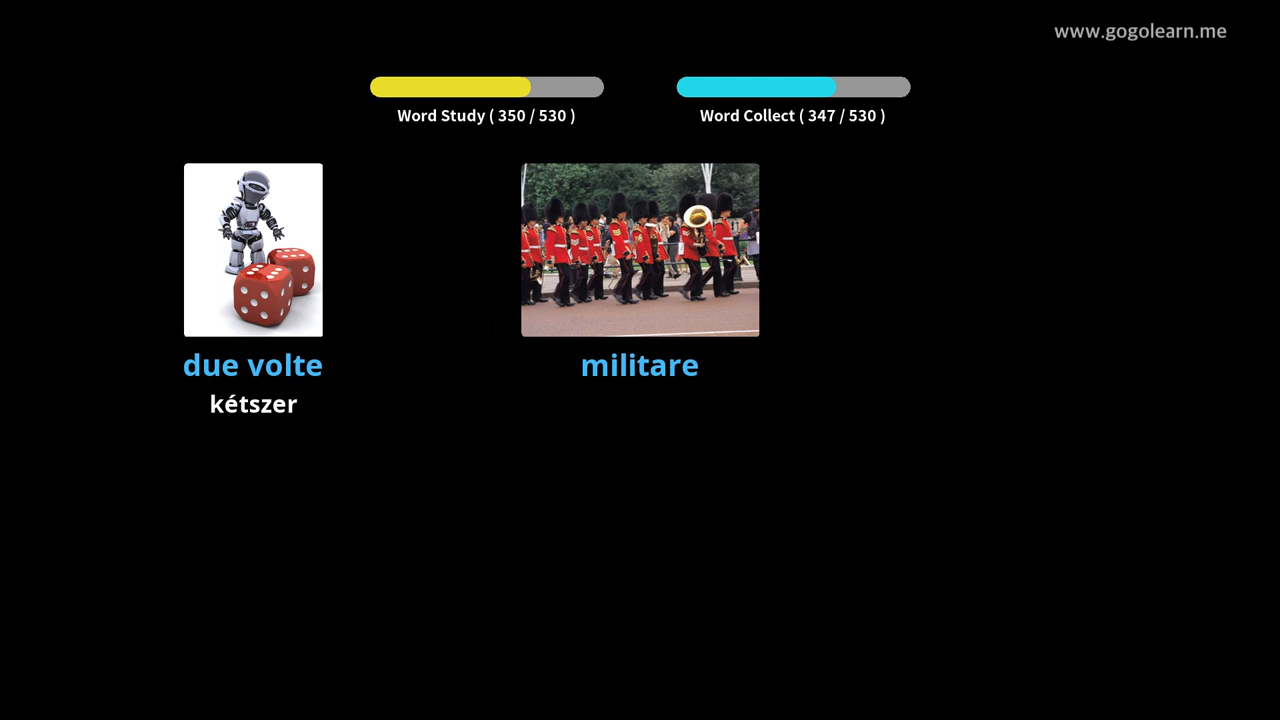 www.gogolearn.me
Word Study ( 350 / 530 )
Word Collect ( 347 / 530 )
due volte
kétszer
militare